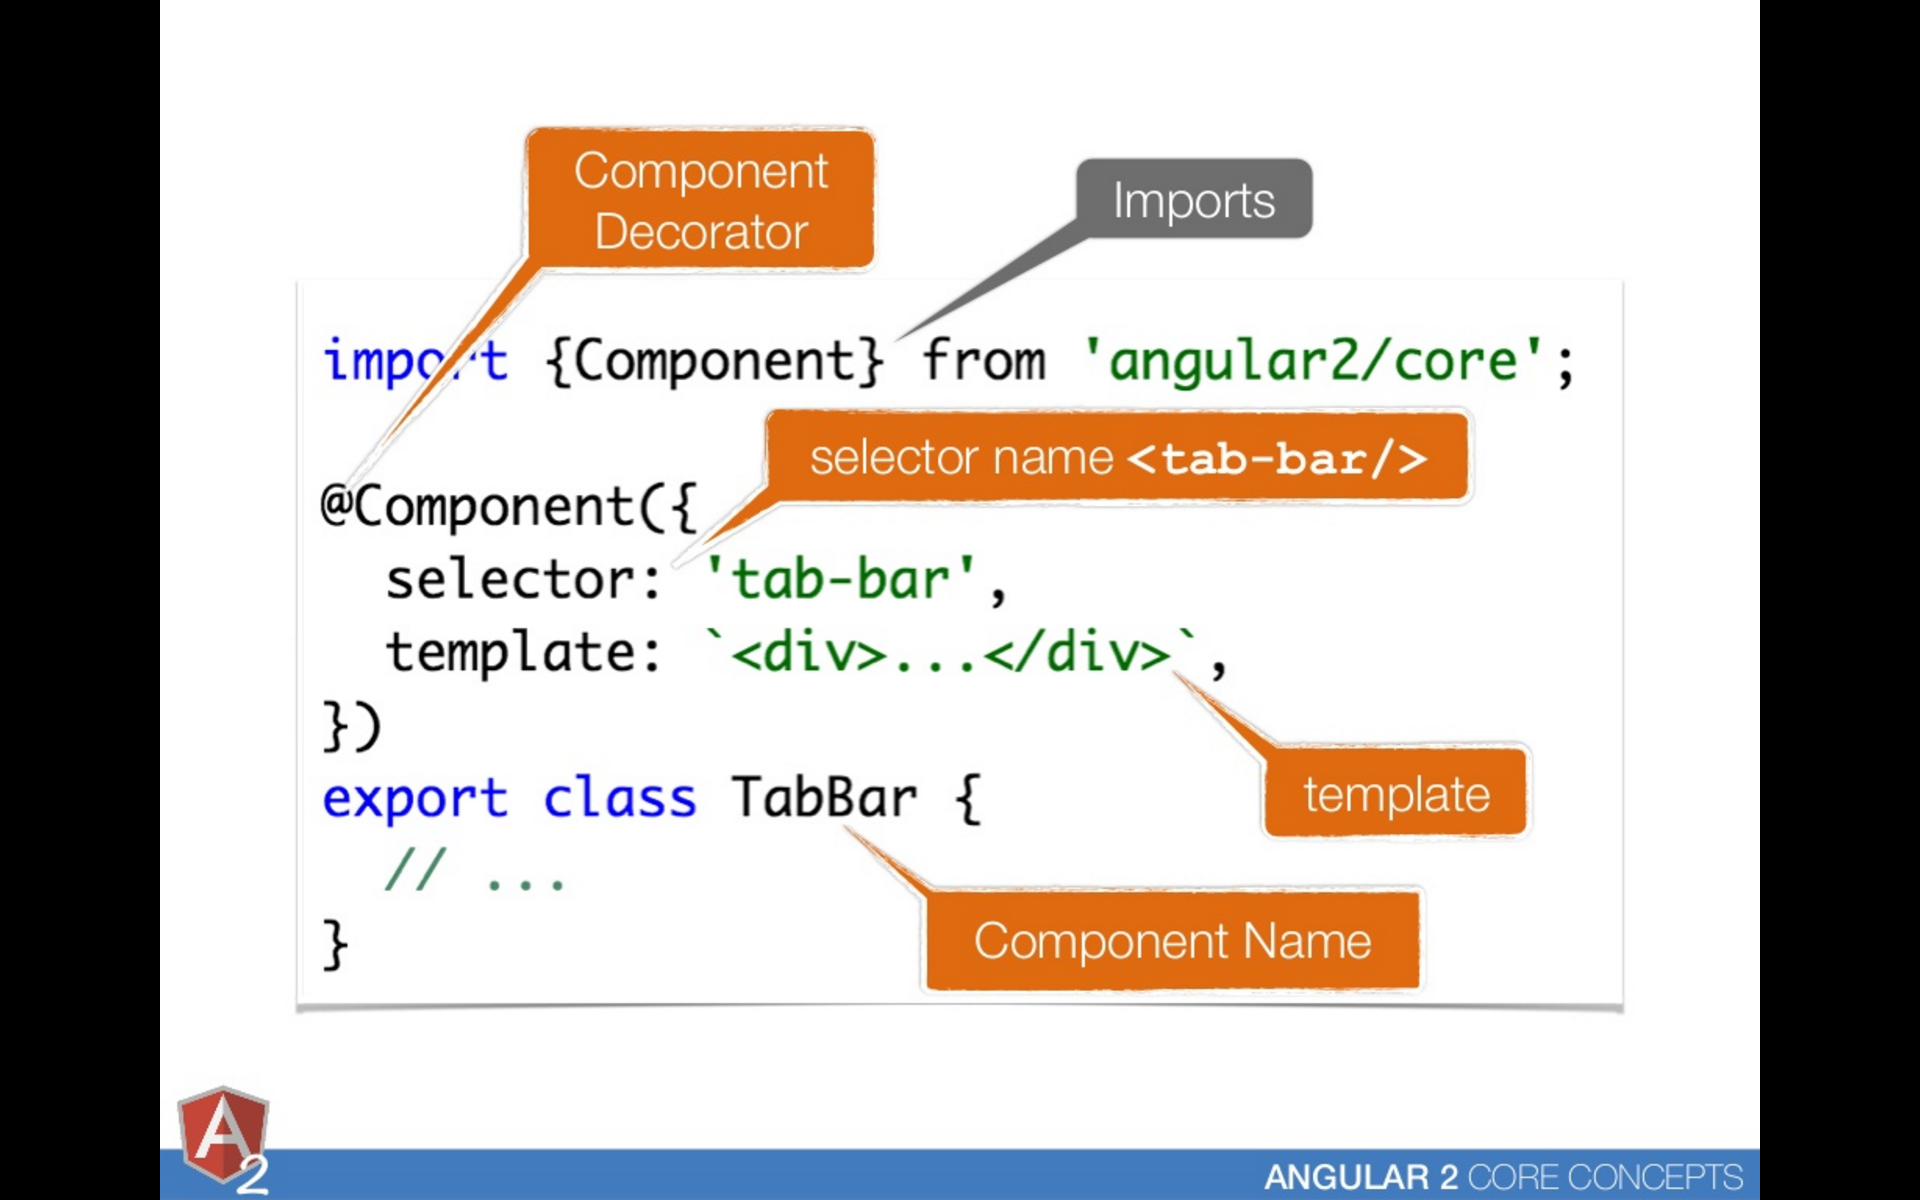 Component
Decorator
Imports
import {Component} from 'angular2/core';
selector name <tab-bar/>
@Component({
selector: 'tab-bar',
template: `<div>...</div>`,
})
template
export class TabBar {
// ...
Component Name
}
A
2
ANGULAR 2 CORE CONCEPTS